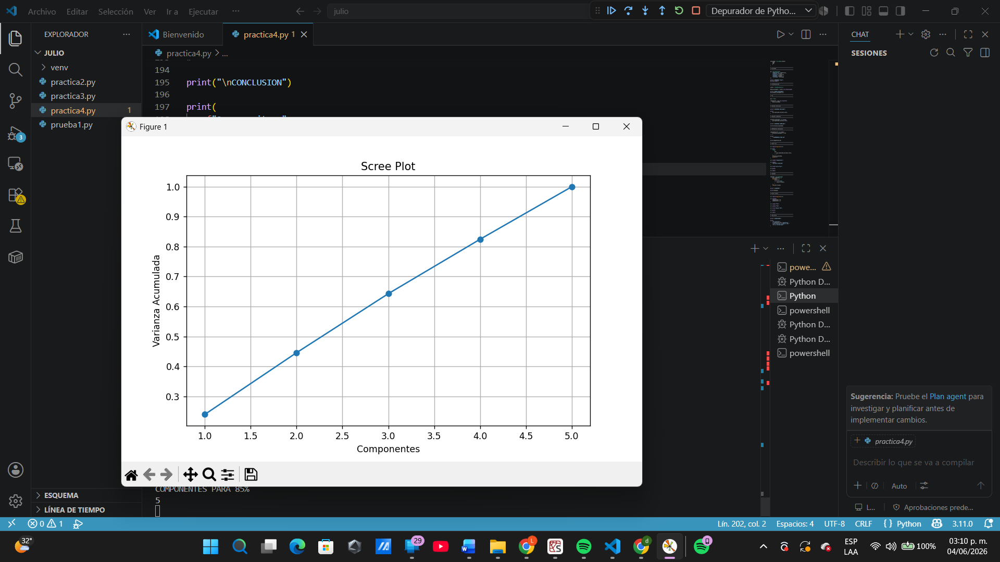 Archivo Editar Selección Ver Ir a Ejecutar ···
julio
Depurador de Pytho...
EXPLORADOR
JULIO
venv
practica2.py
practica3.py
practica4.py 1
prueba1.py
3
ESQUEMA
LÍNEA DE TIEMPO
Bienvenido
practica4.py 1
practica4.py > ...
194
195 print("\nCONCLUSION")
196
197 print(
Figure 1
Scree Plot
1.0
0.9
0.8
0.7
0.6
0.5
0.4
0.3
Varianza Acumulada
1.0 1.5 2.0 2.5 3.0 3.5 4.0 4.5 5.0
Componentes
COMPONENTES PARA 85%
5
powe...
Python D...
Python
powershell
Python D...
Python D...
powershell
CHAT
SESIONES
Sugerencia: Pruebe el Plan agent para
investigar y planificar antes de
implementar cambios.
practica4.py
Describir lo que se va a compilar
Auto
L...
Aprobaciones prede...
0 1
Lín. 202, col. 2 Espacios: 4 UTF-8 CRLF { } Python 3.11.0
32°
29
ESP
LAA
100%
03:10 p. m.
04/06/2026